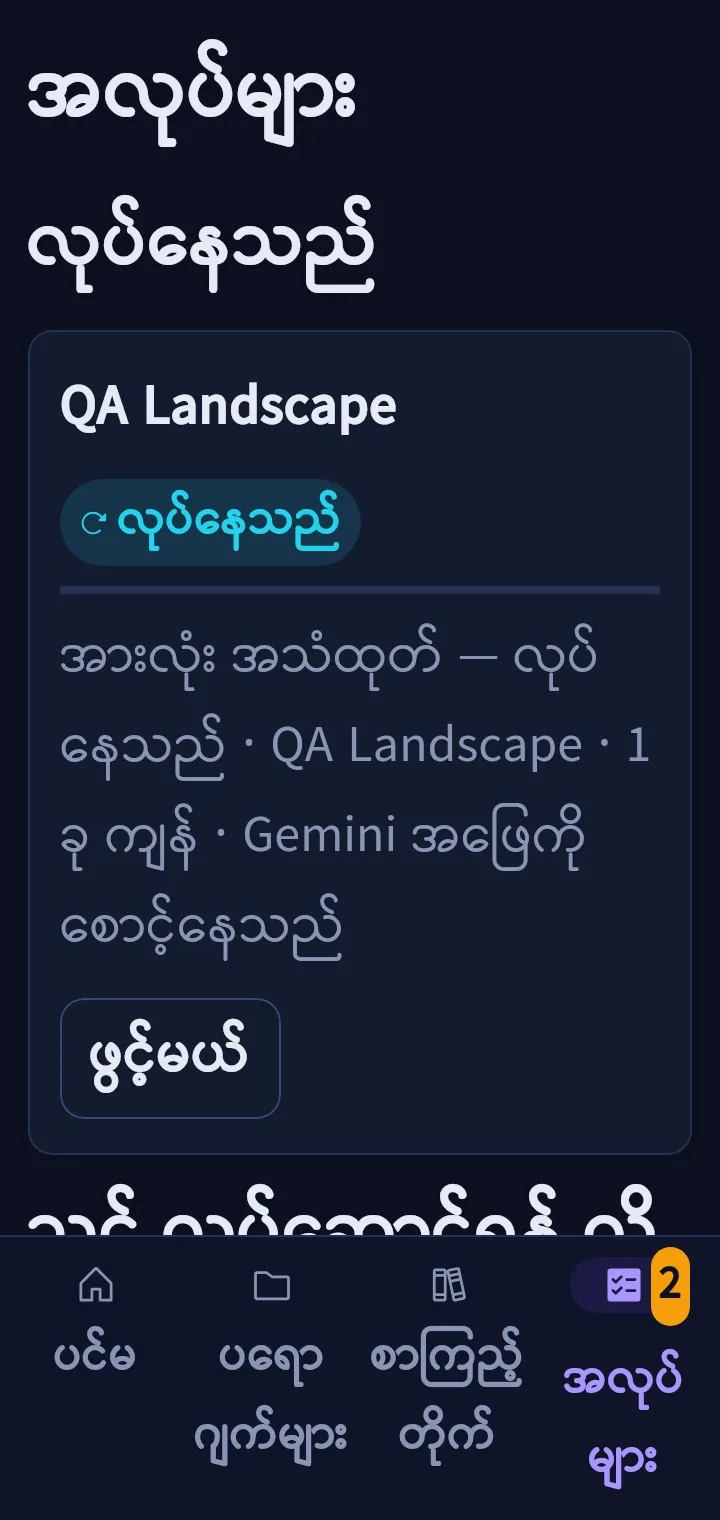 အလုပ်များ
လုပ်နေသည်
QA Landscape
လုပ်နေသည်
အားလုံး အသံထုတ် — လုပ်
နေသည် · QA Landscape · 1
ခု ကျန် · Gemini အဖြေကို
စောင့်နေသည်
ဖွင့်မယ်
2
ပင်မ
ပရော
ဂျက်များ
စာကြည့်
တိုက်
အလုပ်
များ